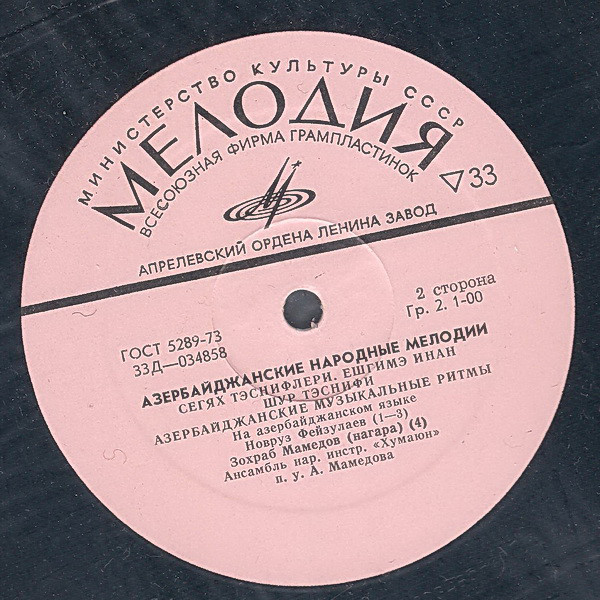 МИНИСТЕРСТВО КУЛЬТУРЫ СССР
МЕЛОДИЯ
ВСЕСОЮЗНАЯ ФИРМА ГРАМПЛАСТИНОК
33
АПРЕЛЕВСКИЙ ОРДЕНА ЛЕНИНА ЗАВОД
2 сторона
Гр. 2. 1-00
ГОСТ 5289-73
33Д—034858
АЗЕРБАЙДЖАНСКИЕ НАРОДНЫЕ МЕЛОДИИ
СЕГЯХ ТЭСНИФЛЕРИ. ЕШГИМЭ ИНАН
ШУР ТЭСНИФИ
АЗЕРБАЙДЖАНСКИЕ МУЗЫКАЛЬНЫЕ РИТМЫ
На азербайджанском языке
Новруз Фейзулаев (1—3)
Зохраб Мамедов (нагара) (4)
Ансамбль нар. инстр. «Хумаюн»
п. у. А. Мамедова